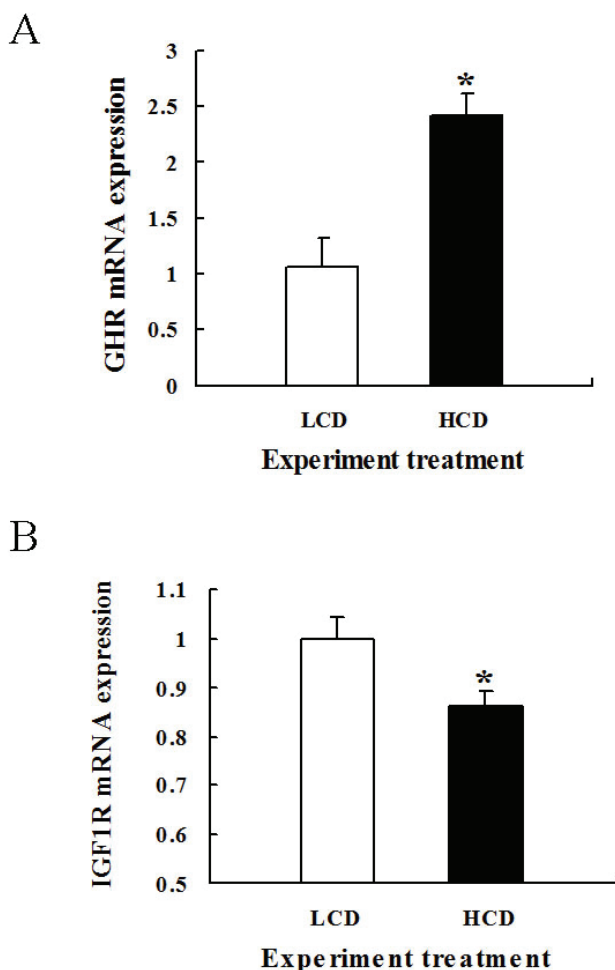 A
GHR mRNA expression
3
2.5
2
1.5
1
0.5
0
*
LCD HCD
Experiment treatment
B
IGF1R mRNA expression
1.1
1
0.9
0.8
0.7
0.6
0.5
*
LCD HCD
Experiment treatment